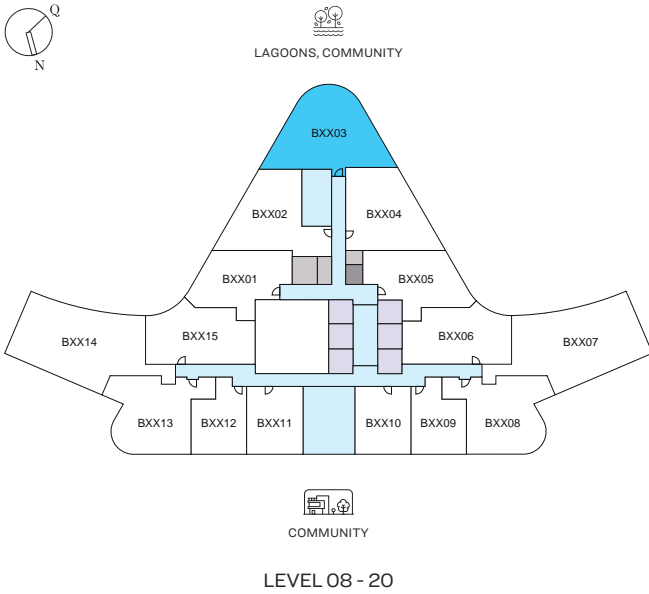 Q
N
LAGOONS, COMMUNITY
BXX03
BXX02
BXX04
BXX01
BXX05
BXX14
BXX15
BXX06
BXX07
BXX13
BXX12
BXX11
BXX10
BXX09
BXX08
COMMUNITY
LEVEL 08 - 20